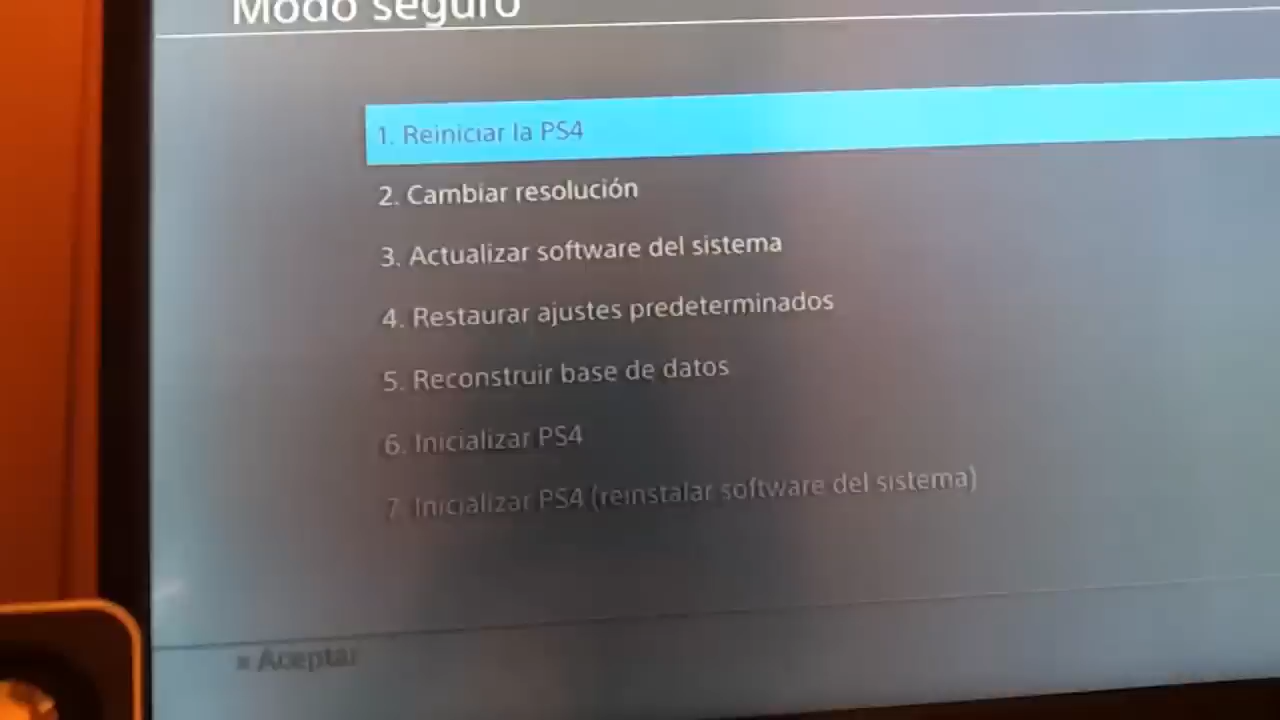 Modo seguro
1. Reiniciar la PS4
2. Cambiar resolución
3. Actualizar software del sistema
4. Restaurar ajustes predeterminados
5. Reconstruir base de datos
6. Inicializar PS4
7. Inicializar PS4 (reinstalar software del sistema)
Aceptar